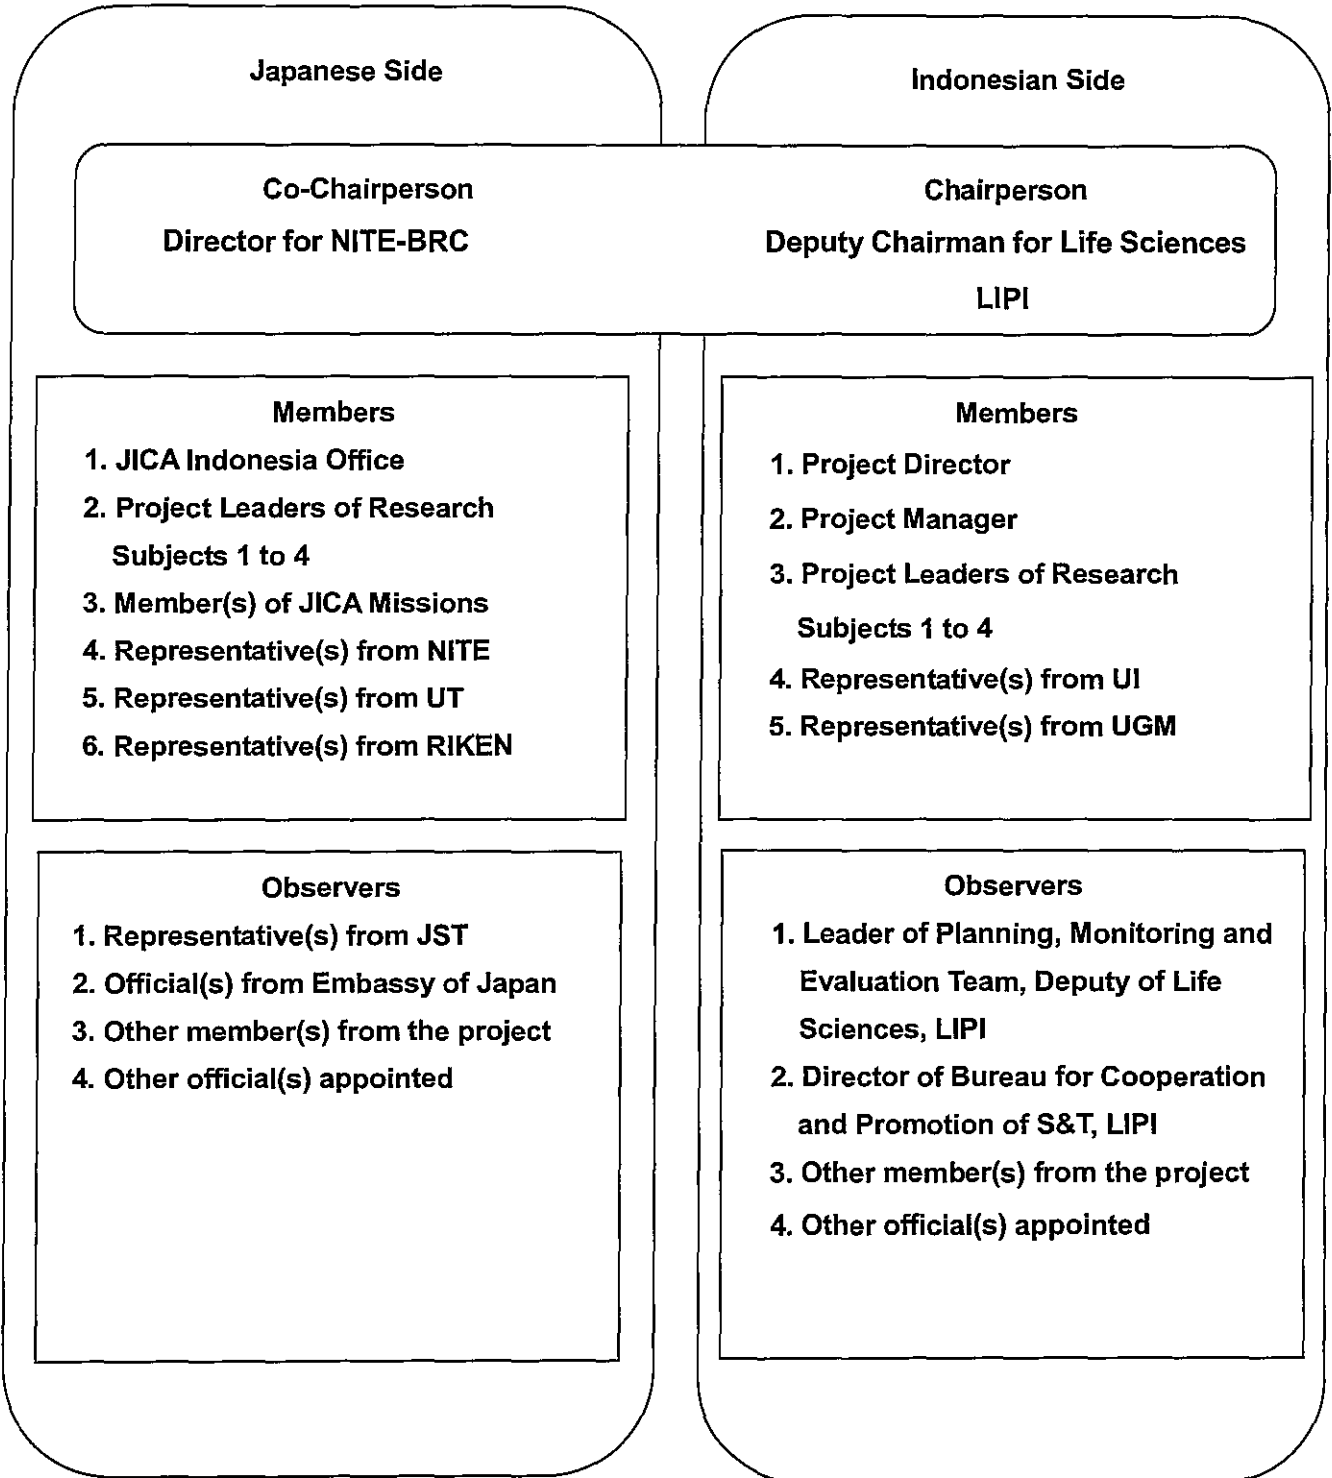 Japanese Side
Indonesian Side
Co-Chairperson
Director for NITE-BRC
Chairperson
Deputy Chairman for Life Sciences
LIPI
Members
1. JICA Indonesia Office
2. Project Leaders of Research
Subjects 1 to 4
3. Member(s) of JICA Missions
4. Representative(s) from NITE
5. Representative(s) from UT
6. Representative(s) from RIKEN
Members
1. Project Director
2. Project Manager
3. Project Leaders of Research
Subjects 1 to 4
4. Representative(s) from UI
5. Representative(s) from UGM
Observers
1. Representative(s) from JST
2. Official(s) from Embassy of Japan
3. Other member(s) from the project
4. Other official(s) appointed
Observers
1. Leader of Planning, Monitoring and
Evaluation Team, Deputy of Life
Sciences, LIPI
2. Director of Bureau for Cooperation
and Promotion of S&T, LIPI
3. Other member(s) from the project
4. Other official(s) appointed